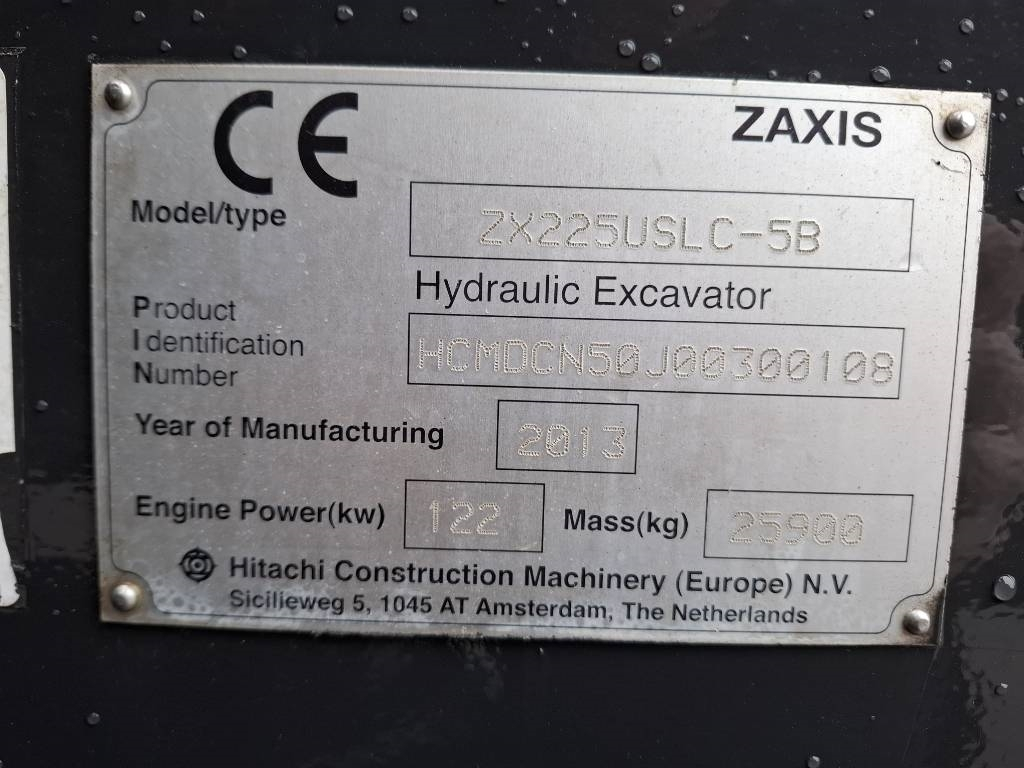 CE
ZAXIS
Model/type ZX225USLC-5B
Hydraulic Excavator
Product
Identification
Number HCMDCN50J00300108
Year of Manufacturing 2013
Engine Power(kw) 122 Mass(kg) 25900
Hitachi Construction Machinery (Europe) N.V.
Sicilieweg 5, 1045 AT Amsterdam, The Netherlands